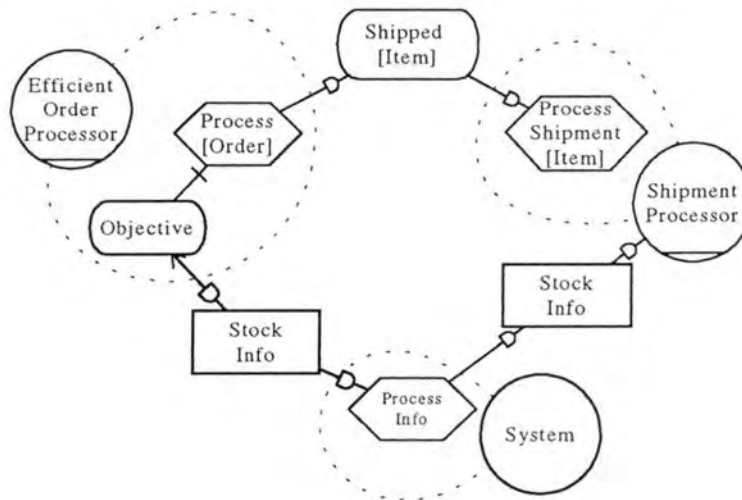 Shipped
[Item]
Efficient
Order
Processor
Process
[Order]
Process
Shipment
[Item]
Shipment
Processor
Objective
Stock
Info
Stock
Info
Process
Info
System